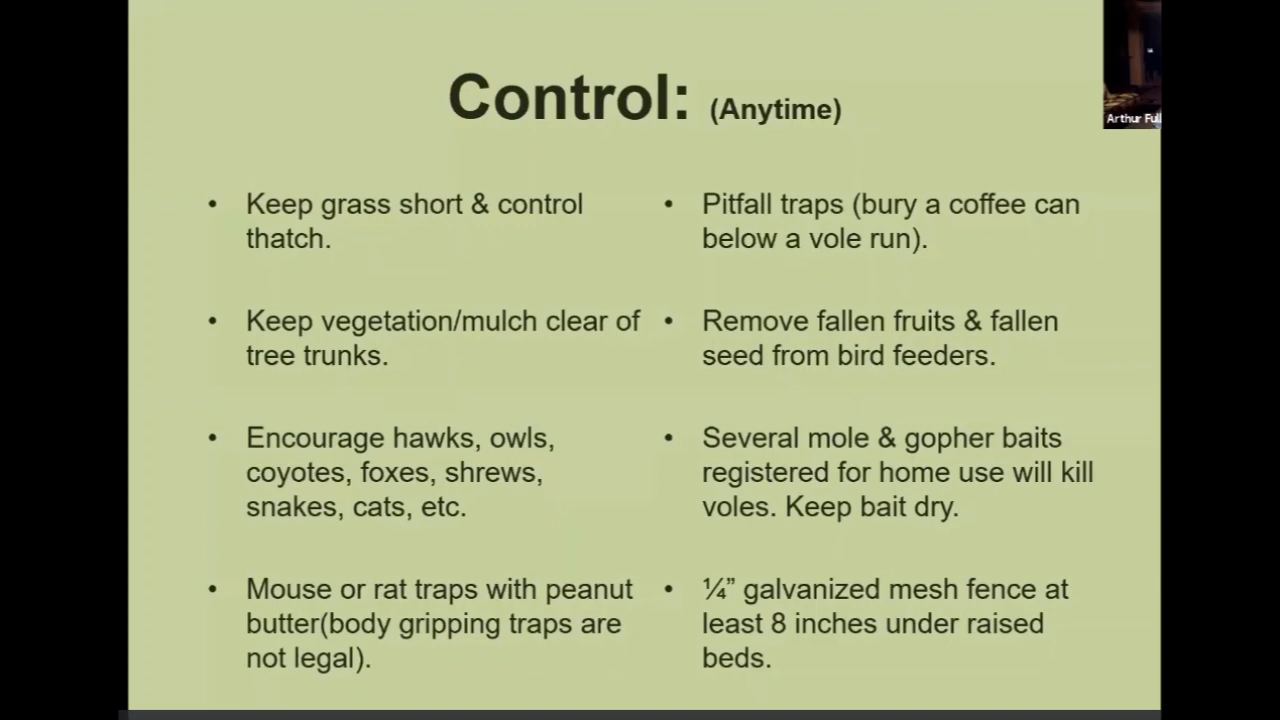 Control: (Anytime)
Arthur Full
• Keep grass short & control
thatch.
• Keep vegetation/mulch clear of
tree trunks.
• Encourage hawks, owls,
coyotes, foxes, shrews,
snakes, cats, etc.
• Mouse or rat traps with peanut
butter(body gripping traps are
not legal).
• Pitfall traps (bury a coffee can
below a vole run).
• Remove fallen fruits & fallen
seed from bird feeders.
• Several mole & gopher baits
registered for home use will kill
voles. Keep bait dry.
• ¼” galvanized mesh fence at
least 8 inches under raised
beds.